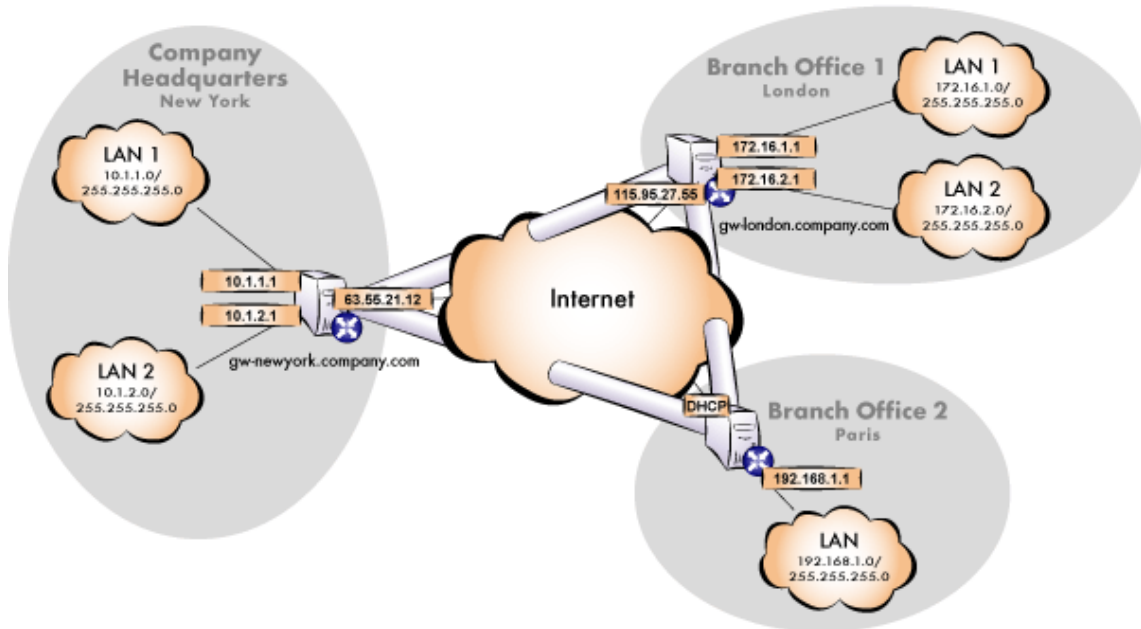 Company
Headquarters
New York
LAN 1
10.1.1.0/
255.255.255.0
10.1.1.1
10.1.2.1
63.55.21.12
gw-newyork.company.com
LAN 2
10.1.2.0/
255.255.255.0
Internet
Branch Office 1
London
LAN 1
172.16.1.0/
255.255.255.0
172.16.1.1
172.16.2.1
115.95.27.55
gw-london.company.com
LAN 2
172.16.2.0/
255.255.255.0
DHCP
Branch Office 2
Paris
192.168.1.1
LAN
192.168.1.0/
255.255.255.0